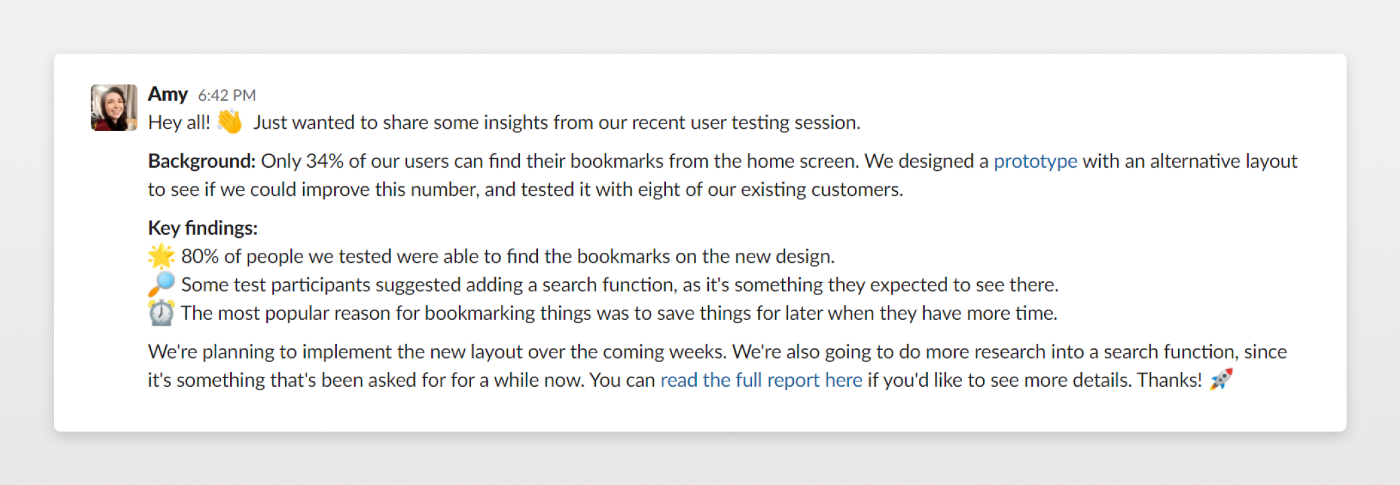 Amy 6:42 PM
Hey all! 👋 Just wanted to share some insights from our recent user testing session.
Background: Only 34% of our users can find their bookmarks from the home screen. We designed a prototype with an alternative layout
to see if we could improve this number, and tested it with eight of our existing customers.
Key findings:
🌟 80% of people we tested were able to find the bookmarks on the new design.
🔎 Some test participants suggested adding a search function, as it's something they expected to see there.
⏰ The most popular reason for bookmarking things was to save things for later when they have more time.
We're planning to implement the new layout over the coming weeks. We're also going to do more research into a search function, since
it's something that's been asked for for a while now. You can read the full report here if you'd like to see more details. Thanks! 🚀